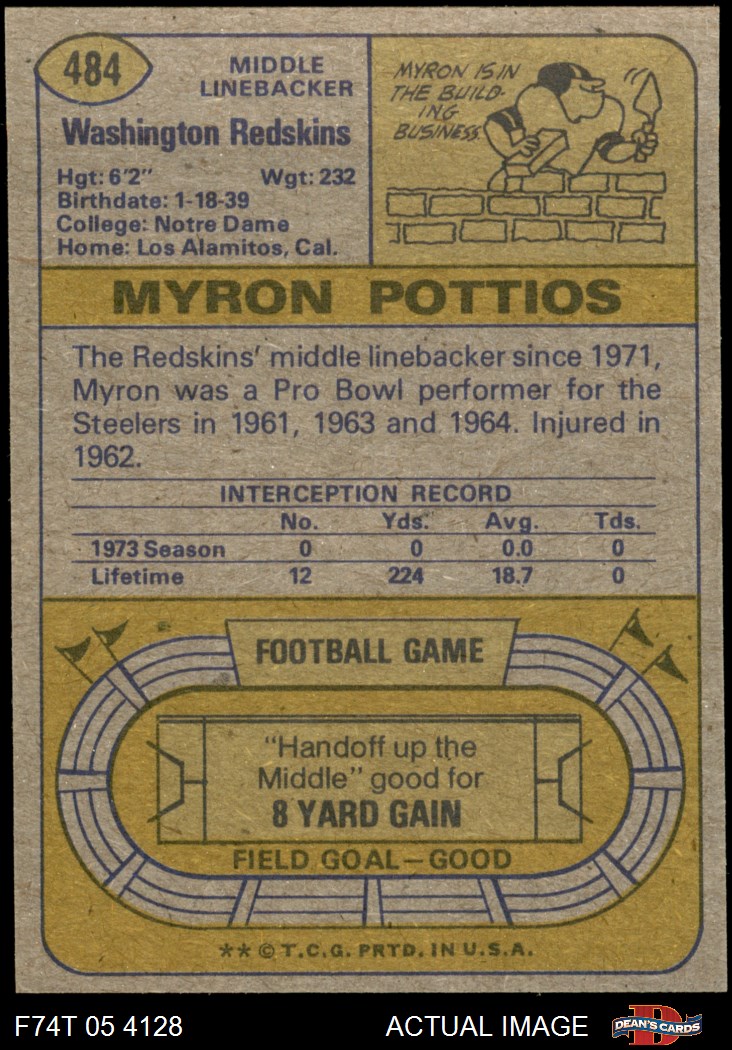 484
MIDDLE
LINEBACKER
Washington Redskins
Hgt: 6'2" Wgt: 232
Birthdate: 1-18-39
College: Notre Dame
Home: Los Alamitos, Cal.
MYRON IS IN
THE BUILD-
ING
BUSINESS.
MYRON POTTIOS
The Redskins' middle linebacker since 1971,
Myron was a Pro Bowl performer for the
Steelers in 1961, 1963 and 1964. Injured in
1962.
INTERCEPTION RECORD
No. Yds. Avg. Tds.
1973 Season 0 0 0.0 0
Lifetime 12 224 18.7 0
FOOTBALL GAME
"Handoff up the
Middle" good for
8 YARD GAIN
FIELD GOAL—GOOD
** © T.C.G. PRTD. IN U.S.A.
F74T 05 4128 ACTUAL IMAGE
D
DEAN'S CARDS